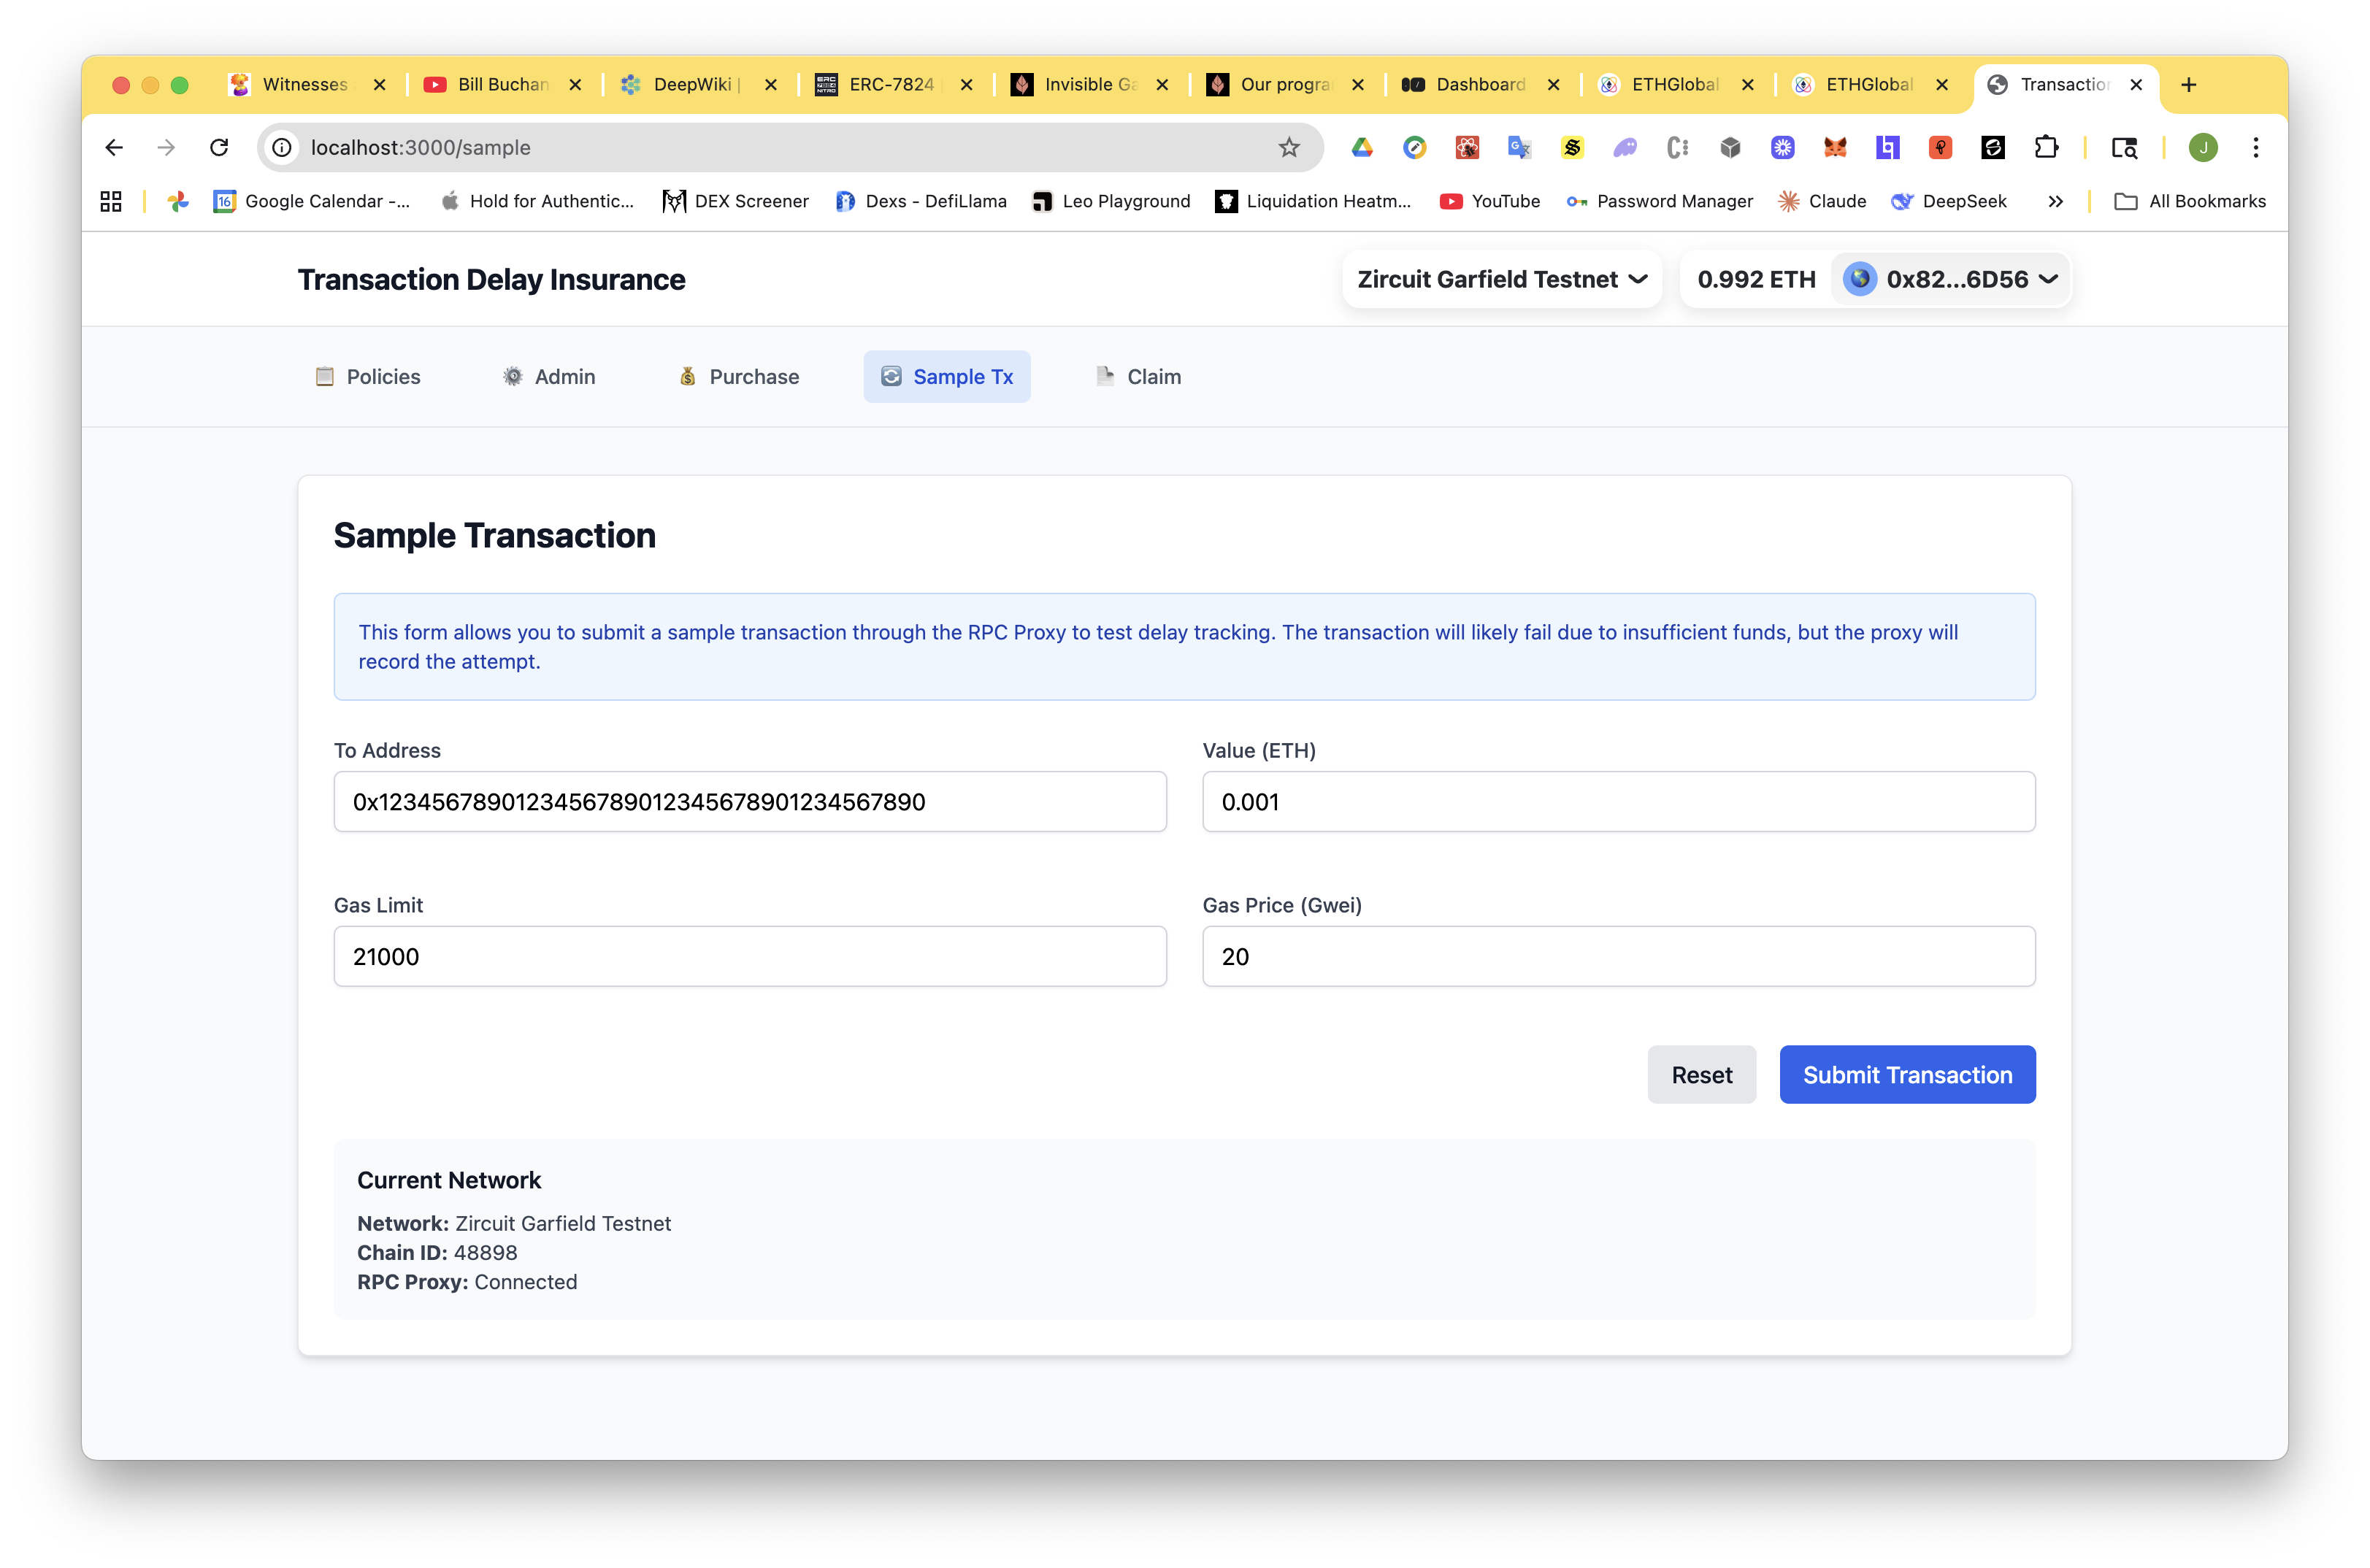 Witnesses
Bill Buchan
DeepWiki |
ERC-7824
Invisible Ga
Our progra
Dashboard
ETHGlobal
ETHGlobal
Transaction
localhost:3000/sample
J
16
Google Calendar -...
Hold for Authentic...
DEX Screener
Dexs - DefiLlama
Leo Playground
Liquidation Heatm...
YouTube
Password Manager
Claude
DeepSeek
All Bookmarks
Transaction Delay Insurance
Zircuit Garfield Testnet
0.992 ETH
0x82...6D56
Policies
Admin
Purchase
Sample Tx
Claim
Sample Transaction
This form allows you to submit a sample transaction through the RPC Proxy to test delay tracking. The transaction will likely fail due to insufficient funds, but the proxy will
record the attempt.
To Address
Value (ETH)
0x1234567890123456789012345678901234567890
0.001
Gas Limit
Gas Price (Gwei)
21000
20
Reset
Submit Transaction
Current Network
Network: Zircuit Garfield Testnet
Chain ID: 48898
RPC Proxy: Connected